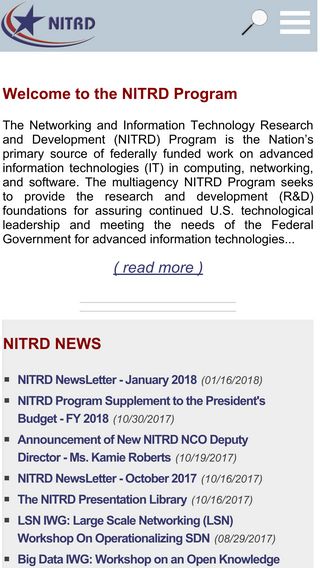 NITRD
Welcome to the NITRD Program
The Networking and Information Technology Research
and Development (NITRD) Program is the Nation's
primary source of federally funded work on advanced
information technologies (IT) in computing, networking,
and software. The multiagency NITRD Program seeks
to provide the research and development (R&D)
foundations for assuring continued U.S. technological
leadership and meeting the needs of the Federal
Government for advanced information technologies...
( read more )
NITRD NEWS
NITRD NewsLetter - January 2018 (01/16/2018)
NITRD Program Supplement to the President's
Budget - FY 2018 (10/30/2017)
Announcement of New NITRD NCO Deputy
Director - Ms. Kamie Roberts (10/19/2017)
NITRD NewsLetter - October 2017 (10/16/2017)
The NITRD Presentation Library (10/16/2017)
LSN IWG: Large Scale Networking (LSN)
Workshop On Operationalizing SDN (08/29/2017)
Big Data IWG: Workshop on an Open Knowledge